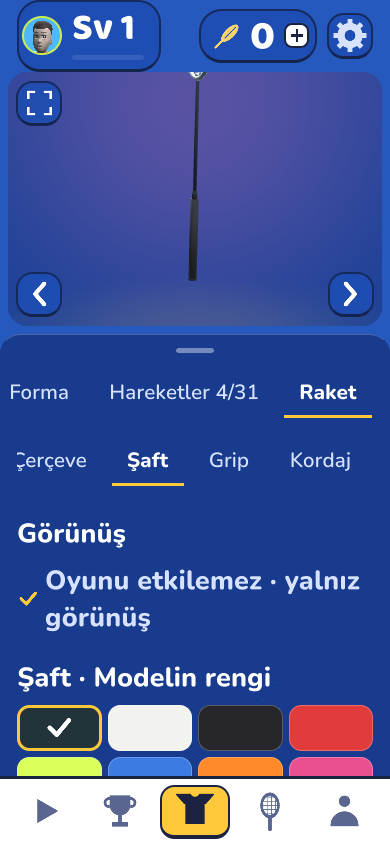 Sv 1
0
Forma
Hareketler 4/31
Raket
Çerçeve
Şaft
Grip
Kordaj
Görünüş
Oyunu etkilemez · yalnız
görünüş
Şaft · Modelin rengi